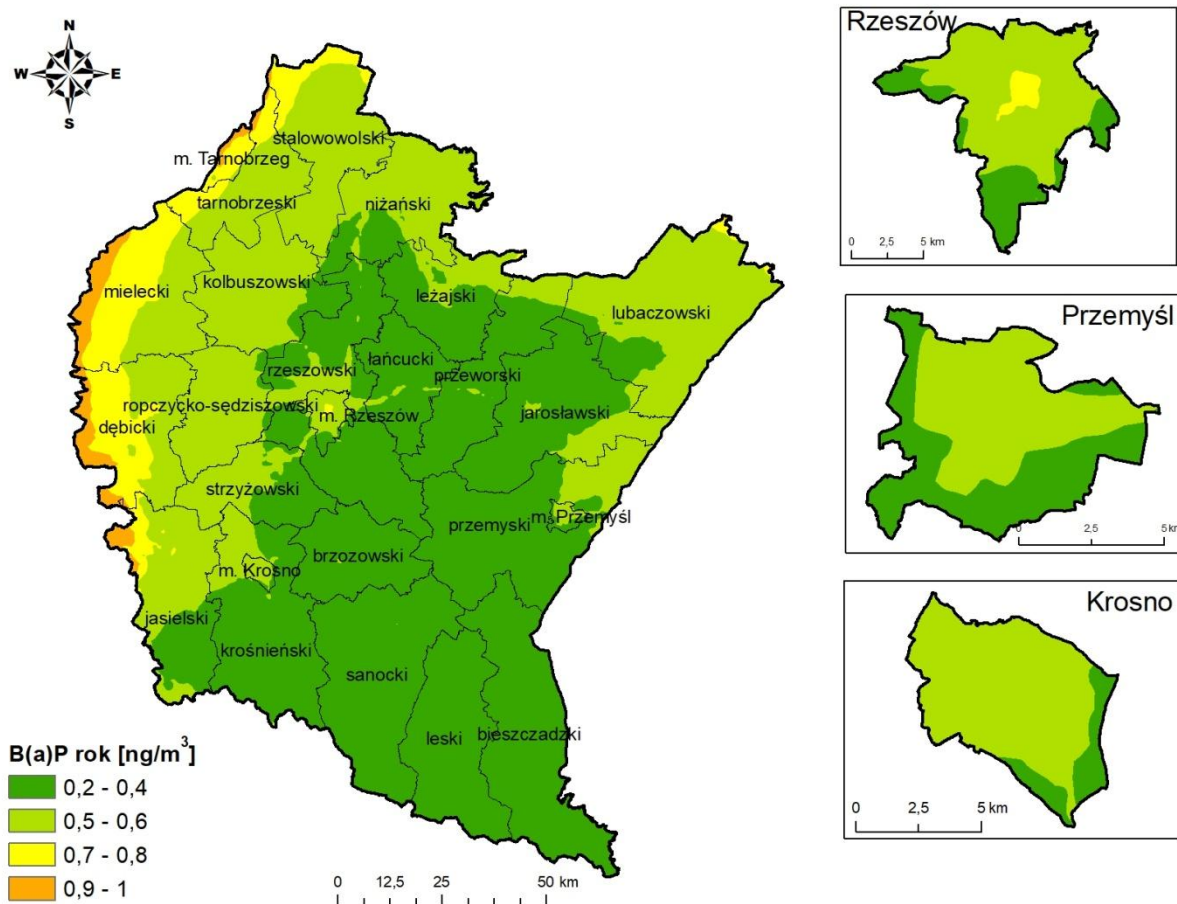 N
W E
S
stalowowolski
m. Tarnobrzeg
tarnobrzeski
niżański
mielecki
kolbuszowski
leżajski
lubaczowski
rzeszowski
łańcucki
przeworski
ropczycko-sędziszowski
m. Rzeszów
jarosławski
dębicki
strzyżowski
przemyski
m. Przemyśl
brzozowski
m. Krosno
jasielski
krośnieński
sanocki
leski
bieszczadzki
B(a)P rok [ng/m³]
0,2 - 0,4
0,5 - 0,6
0,7 - 0,8
0,9 - 1
0 12,5 25 50 km
Rzeszów
0 2,5 5 km
Przemyśl
0 2,5 5 km
Krosno
0 2,5 5 km